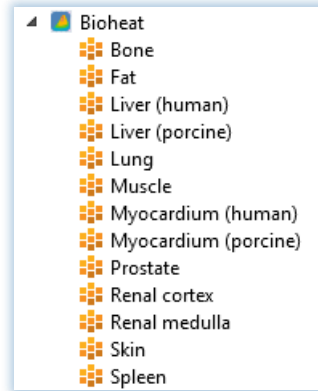 Bioheat
Bone
Fat
Liver (human)
Liver (porcine)
Lung
Muscle
Myocardium (human)
Myocardium (porcine)
Prostate
Renal cortex
Renal medulla
Skin
Spleen